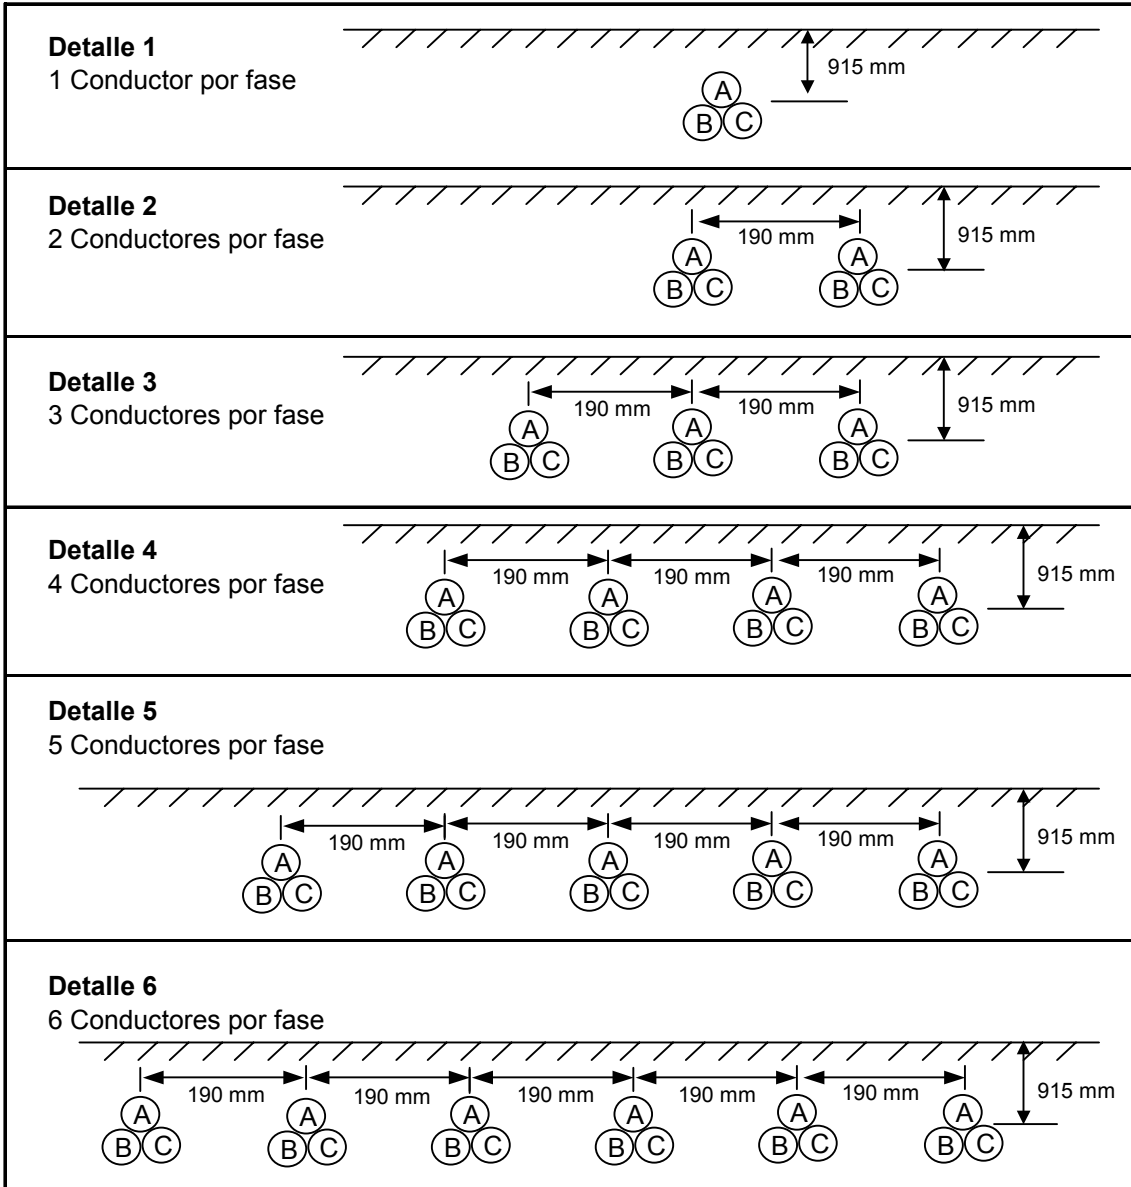 Detalle 1
1 Conductor por fase
915 mm
A
B C
Detalle 2
2 Conductores por fase
190 mm
915 mm
A A
B C B C
Detalle 3
3 Conductores por fase
190 mm 190 mm
915 mm
A A A
B C B C B C
Detalle 4
4 Conductores por fase
190 mm 190 mm 190 mm
915 mm
A A A A
B C B C B C B C
Detalle 5
5 Conductores por fase
190 mm 190 mm 190 mm 190 mm
915 mm
A A A A A
B C B C B C B C B C
Detalle 6
6 Conductores por fase
190 mm 190 mm 190 mm 190 mm 190 mm
915 mm
A A A A A A
B C B C B C B C B C B C